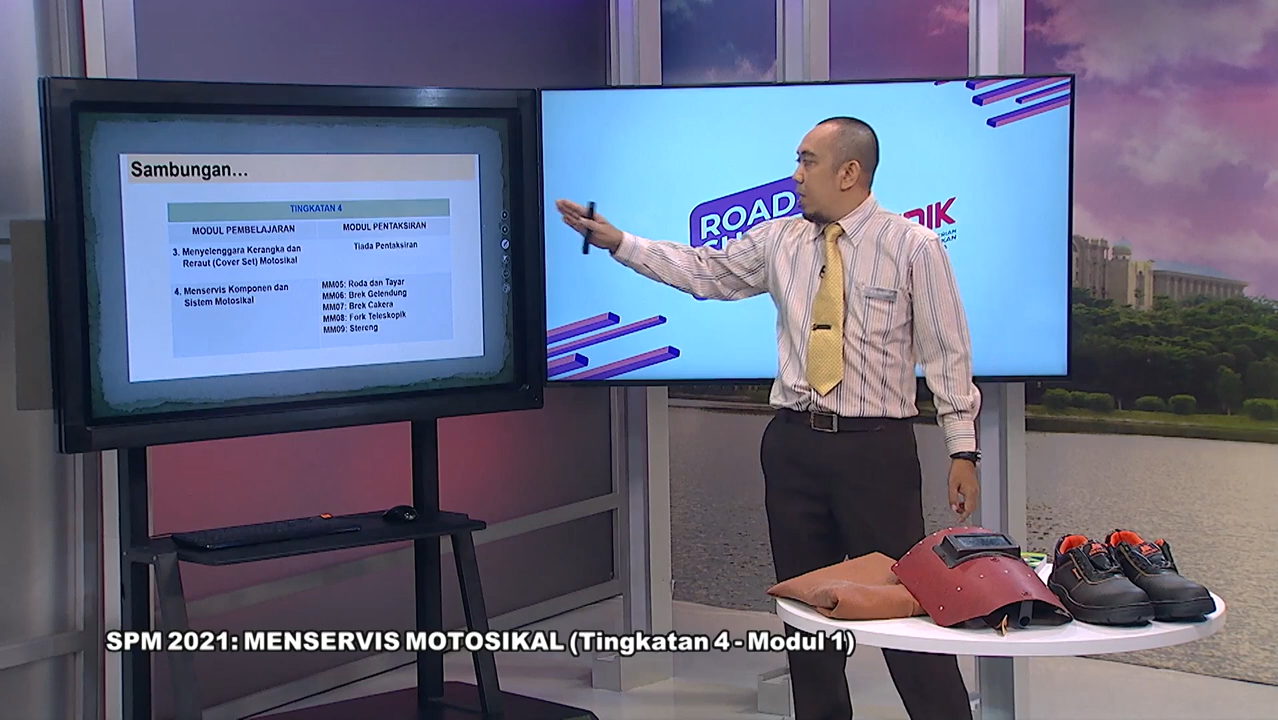 Sambungan...
TINGKATAN 4
MODUL PEMBELAJARAN
MODUL PENTAKSIRAN
3. Menyelenggara Kerangka dan
Reraut (Cover Set) Motosikal
Tiada Pentaksiran
4. Menservis Komponen dan
Sistem Motosikal
MM05: Roda dan Tayar
MM06: Brek Gelendung
MM07: Brek Cakera
MM08: Fork Teleskopik
MM09: Stereng
ROAD
SPM 2021: MENSERVIS MOTOSIKAL (Tingkatan 4 - Modul 1)